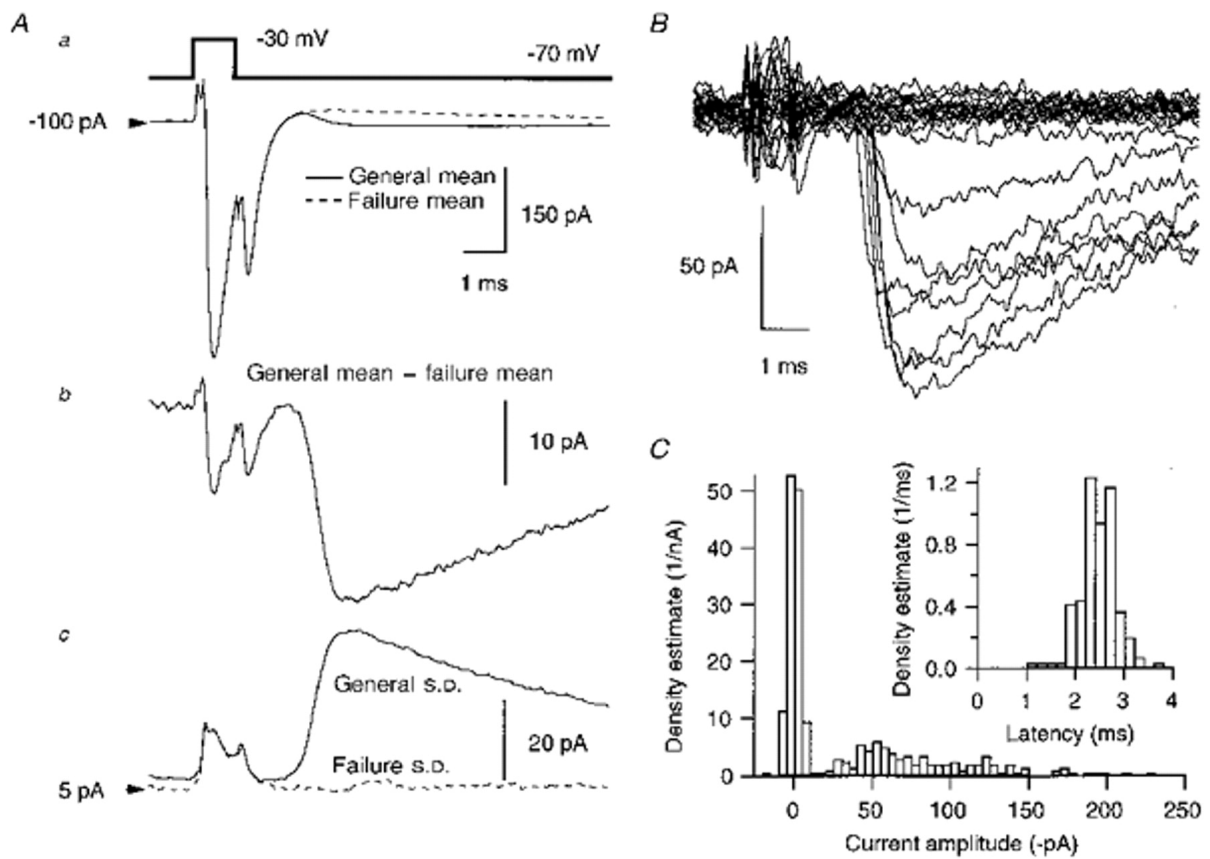 A
a
-30 mV
-70 mV
-100 pA
General mean
Failure mean
150 pA
1 ms
General mean – failure mean
b
10 pA
c
General S.D.
20 pA
Failure S.D.
5 pA
B
50 pA
1 ms
C
Density estimate (1/nA)
50
40
30
20
10
0
0 50 100 150 200 250
Current amplitude (-pA)
Density estimate (1/ms)
1.2
0.8
0.4
0.0
0 1 2 3 4
Latency (ms)